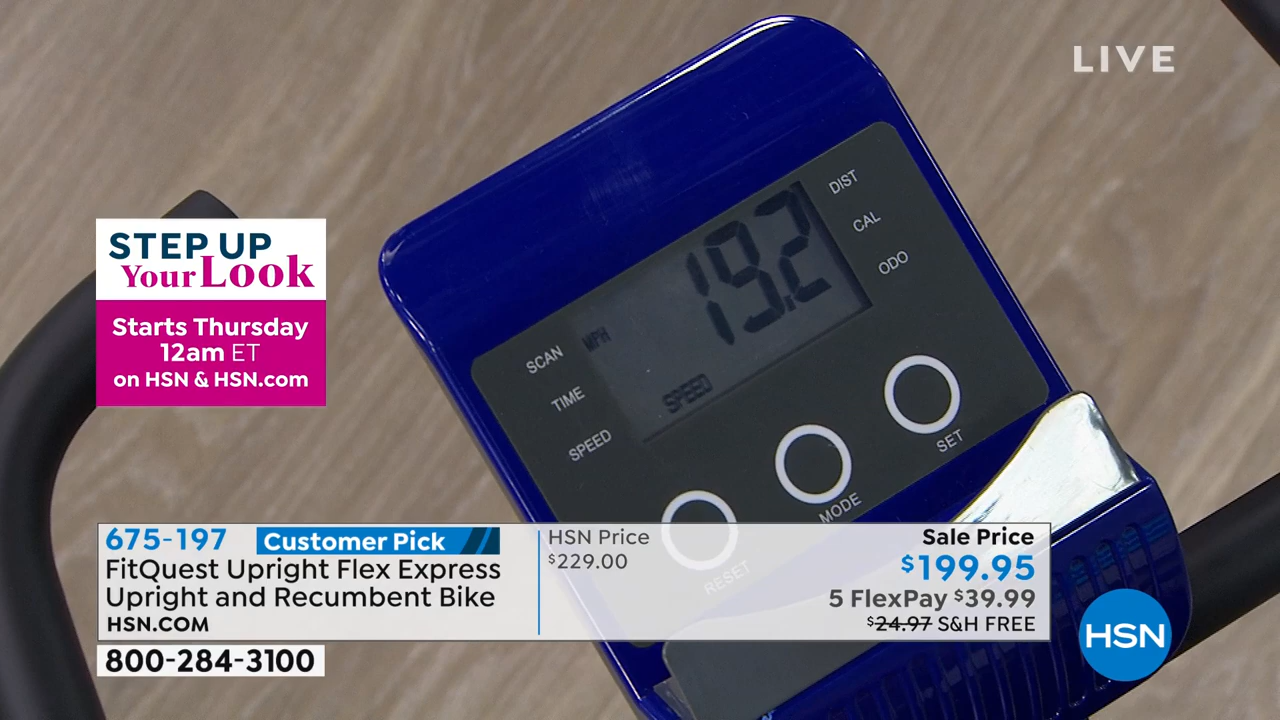 LIVE
STEP UP
Your Look
Starts Thursday
12am ET
on HSN & HSN.com
DIST
CAL
ODO
19.2
MPH
SPEED
SCAN
TIME
SPEED
SET
MODE
RESET
675-197 Customer Pick
FitQuest Upright Flex Express
Upright and Recumbent Bike
HSN.COM
HSN Price
$229.00
Sale Price
$199.95
5 FlexPay $39.99
$24.97 S&H FREE
HSN
800-284-3100